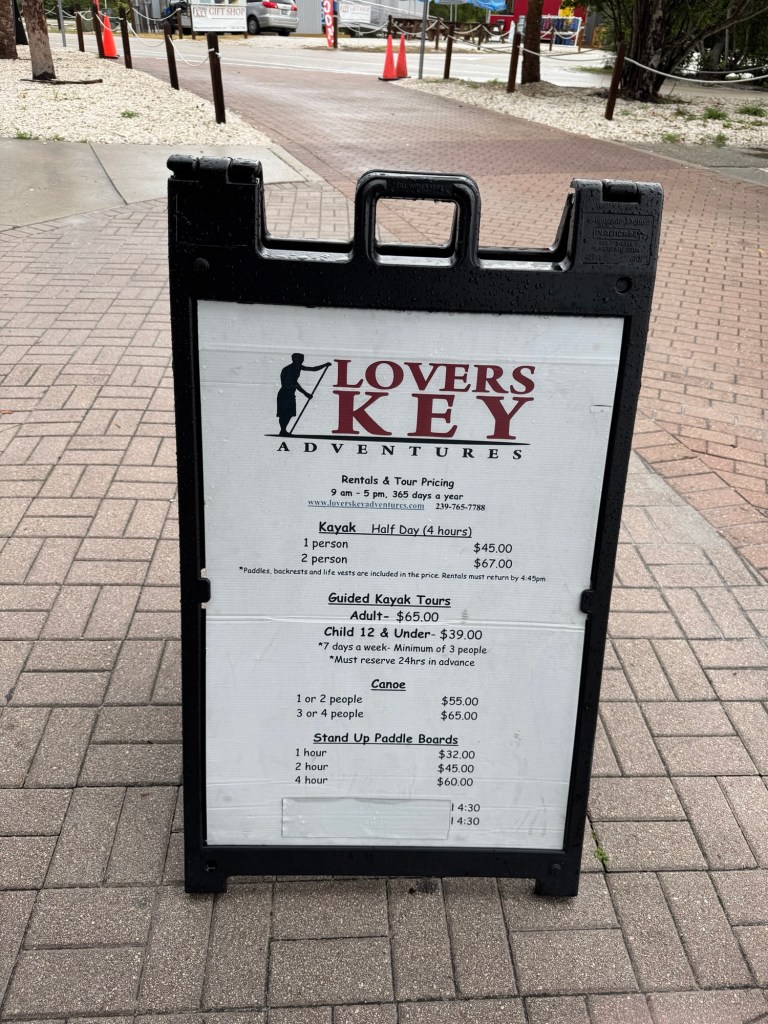 GIFT SHOP
LOVERS
KEY
ADVENTURES
Rentals & Tour Pricing
9 am - 5 pm, 365 days a year
www.loverskeyadventures.com 239-765-7788
Kayak Half Day (4 hours)
1 person $45.00
2 person $67.00
*Paddles, backrests and life vests are included in the price. Rentals must return by 4:45pm
Guided Kayak Tours
Adult- $65.00
Child 12 & Under- $39.00
*7 days a week- Minimum of 3 people
*Must reserve 24hrs in advance
Canoe
1 or 2 people $55.00
3 or 4 people $65.00
Stand Up Paddle Boards
1 hour $32.00
2 hour $45.00
4 hour $60.00
4:30
4:30